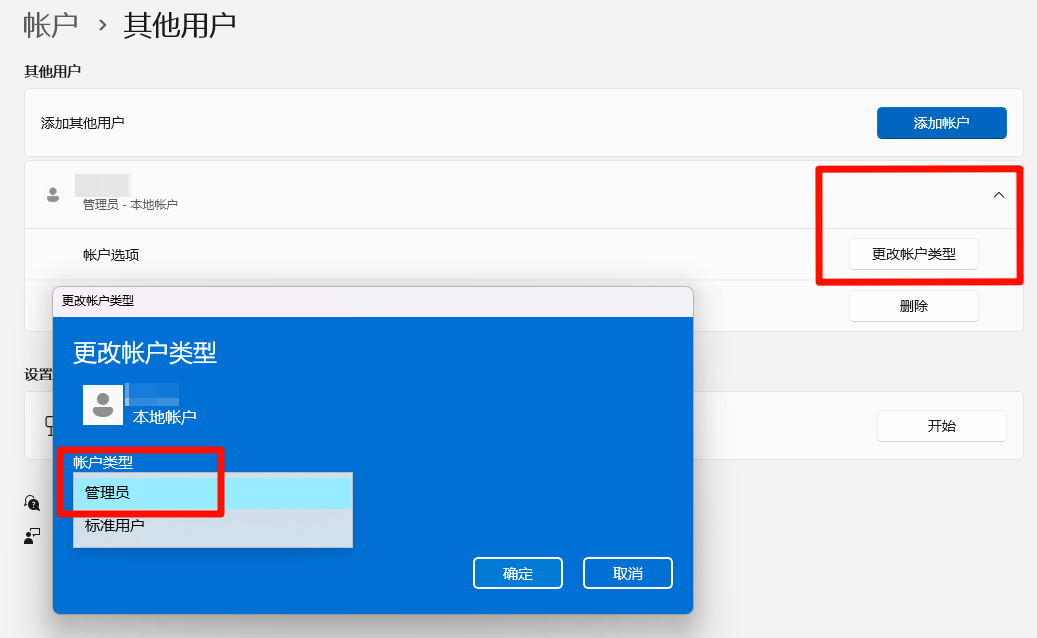 帐户 › 其他用户
其他用户
添加其他用户 添加帐户
管理员 - 本地帐户
帐户选项 更改帐户类型
删除
更改帐户类型
更改帐户类型
本地帐户
帐户类型
管理员
标准用户
确定 取消
设置
开始